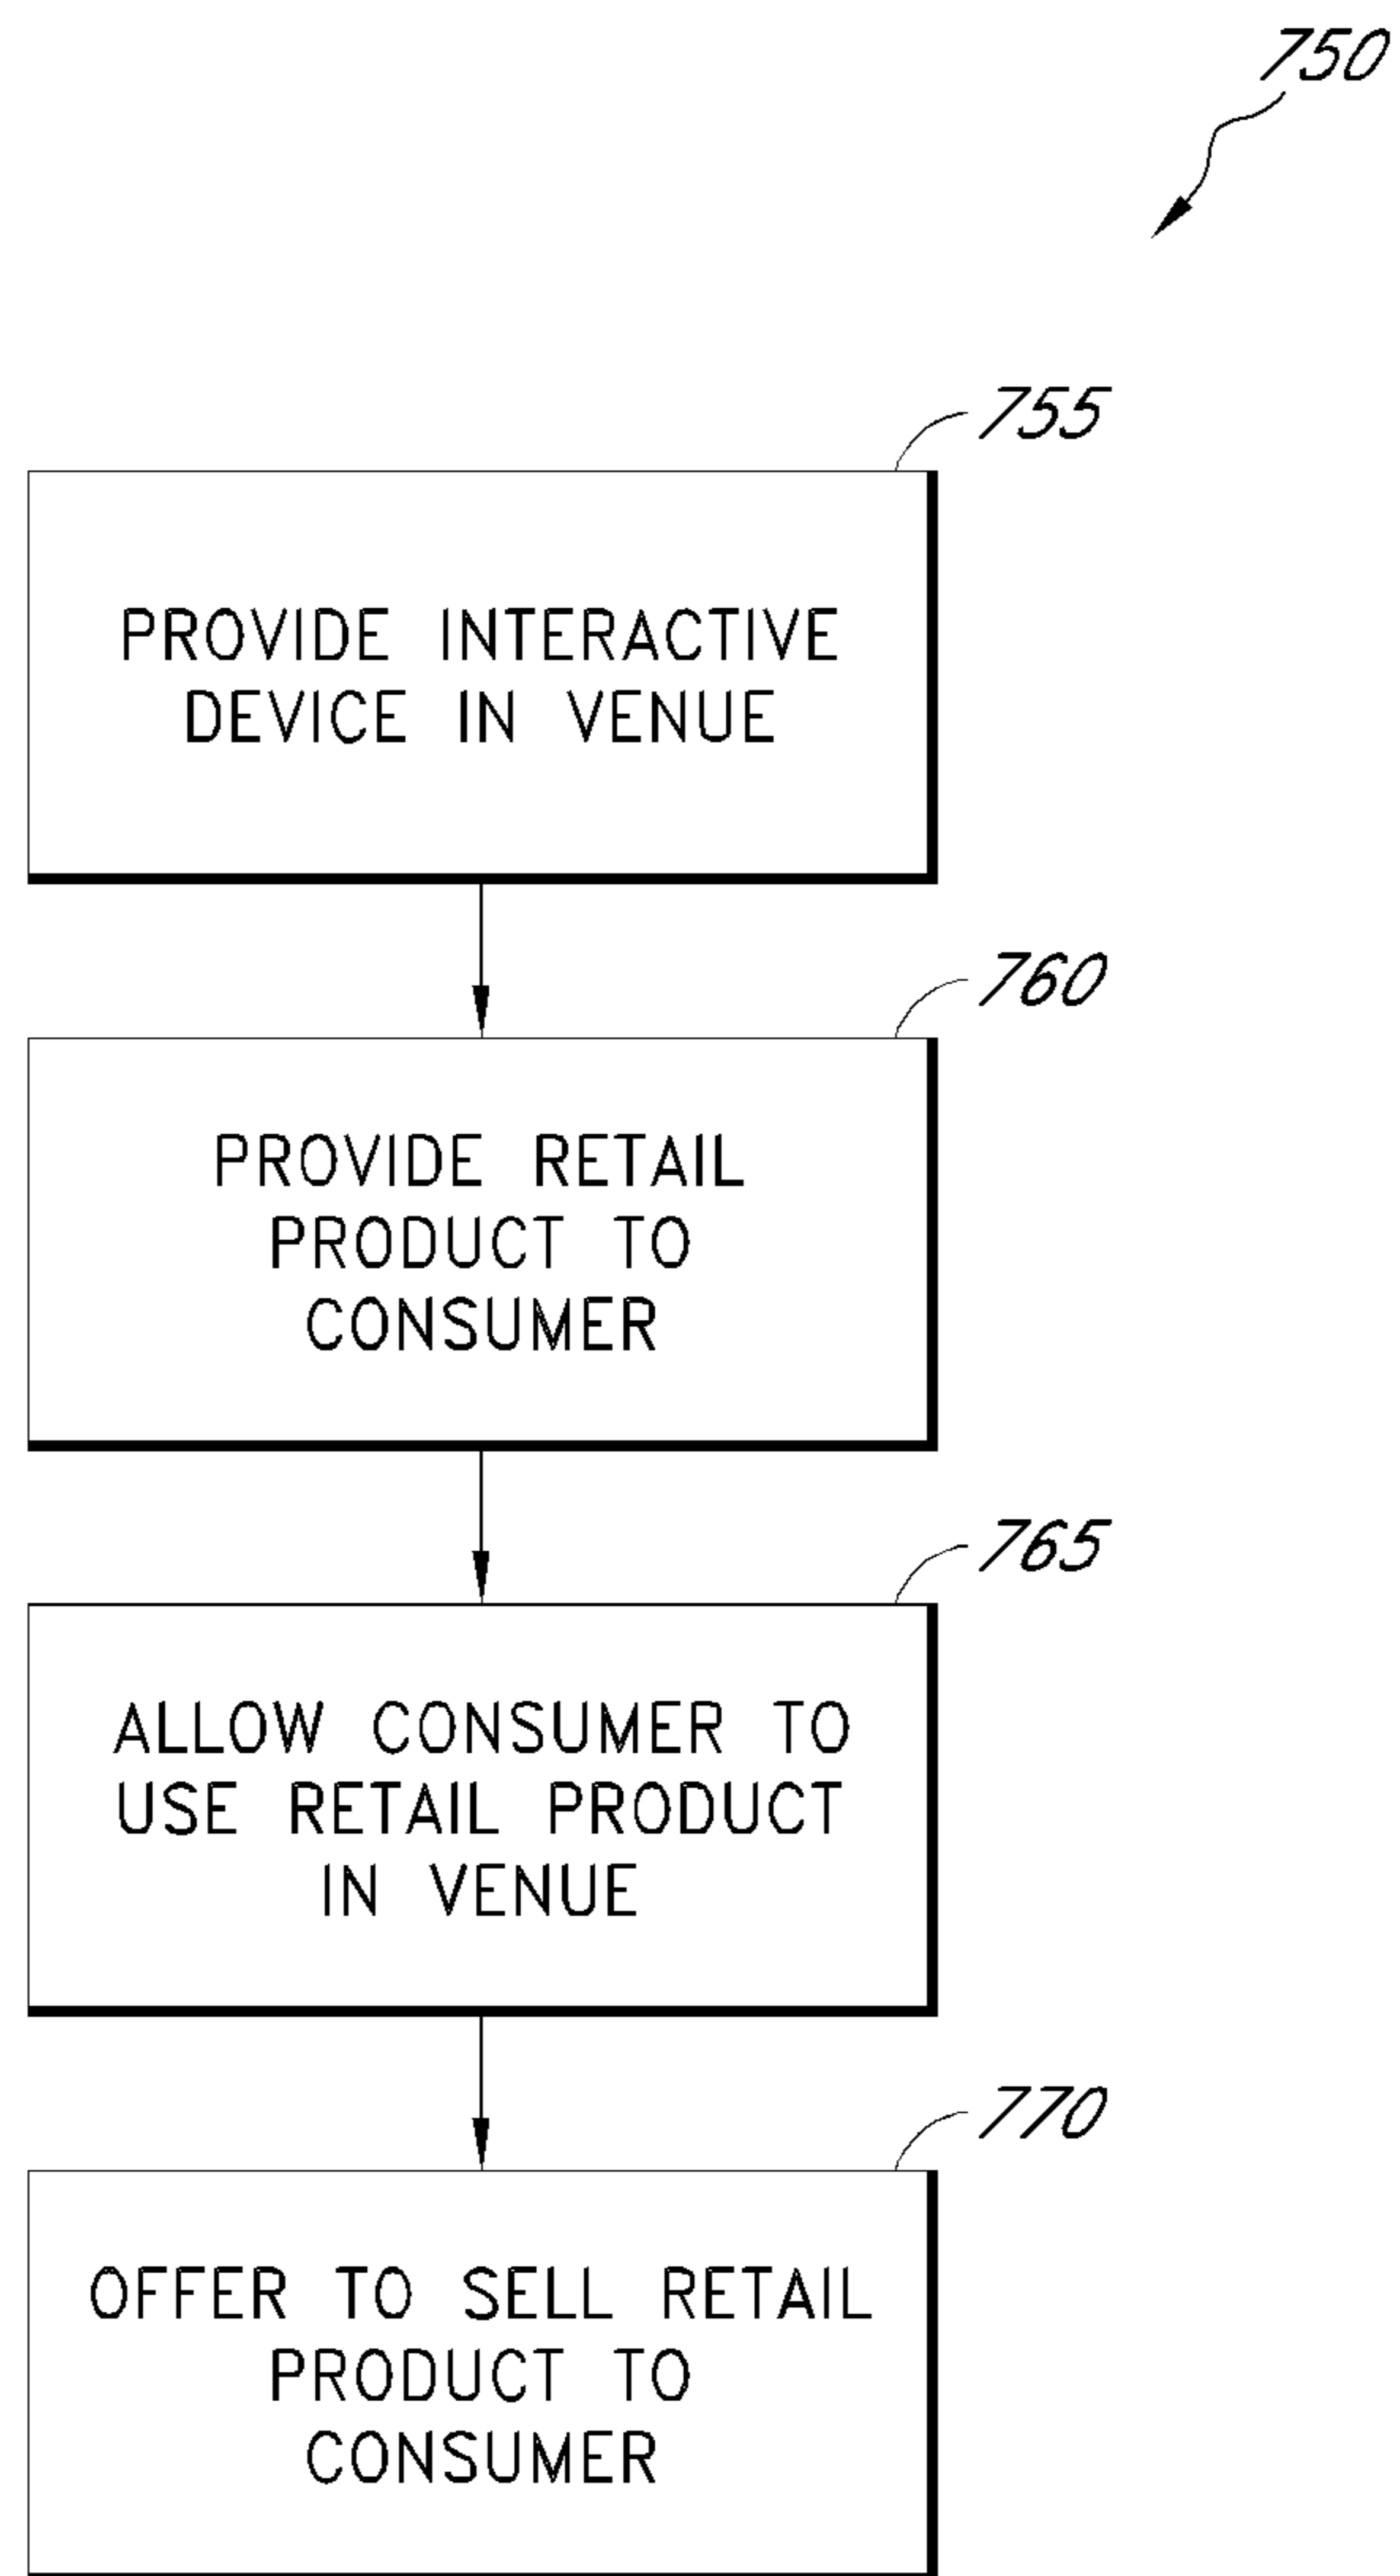 750
755
PROVIDE INTERACTIVE
DEVICE IN VENUE
760
PROVIDE RETAIL
PRODUCT TO
CONSUMER
765
ALLOW CONSUMER TO
USE RETAIL PRODUCT
IN VENUE
770
OFFER TO SELL RETAIL
PRODUCT TO
CONSUMER